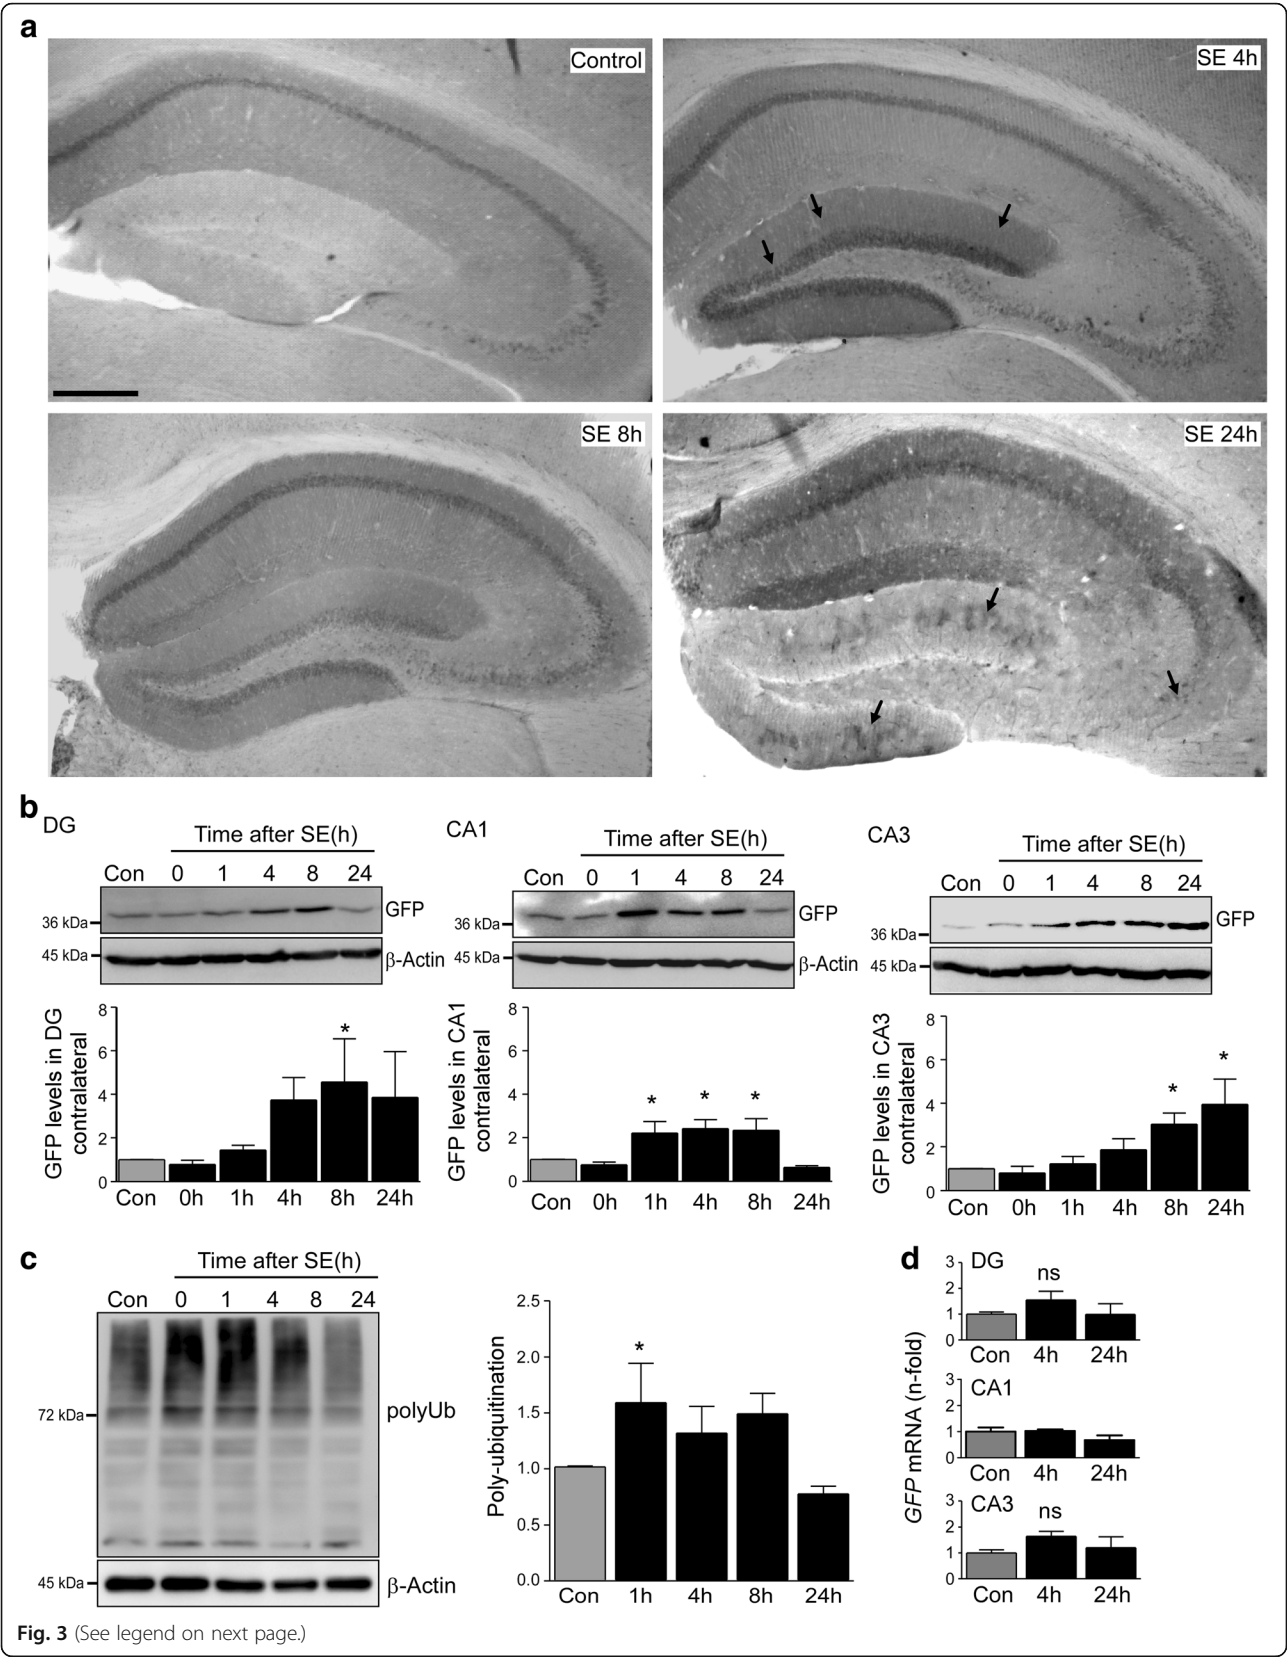 a
Control
SE 4h
SE 8h
SE 24h
b
DG
Time after SE(h)
Con 0 1 4 8 24
36 kDa
GFP
45 kDa
β-Actin
GFP levels in DG
contralateral
8
6
4
2
0
*
Con 0h 1h 4h 8h 24h
CA1
Time after SE(h)
Con 0 1 4 8 24
36 kDa
GFP
45 kDa
β-Actin
GFP levels in CA1
contralateral
8
6
4
2
0
* * *
Con 0h 1h 4h 8h 24h
CA3
Time after SE(h)
Con 0 1 4 8 24
36 kDa
GFP
45 kDa
GFP levels in CA3
contralateral
8
6
4
2
0
* *
Con 0h 1h 4h 8h 24h
c
Time after SE(h)
Con 0 1 4 8 24
72 kDa
polyUb
45 kDa
β-Actin
Poly-ubiquitination
2.5
2.0
1.5
1.0
0.5
0.0
*
Con 1h 4h 8h 24h
d
GFP mRNA (n-fold)
DG
3
2
1
0
ns
Con 4h 24h
CA1
3
2
1
0
Con 4h 24h
CA3
3
2
1
0
ns
Con 4h 24h
Fig. 3 (See legend on next page.)